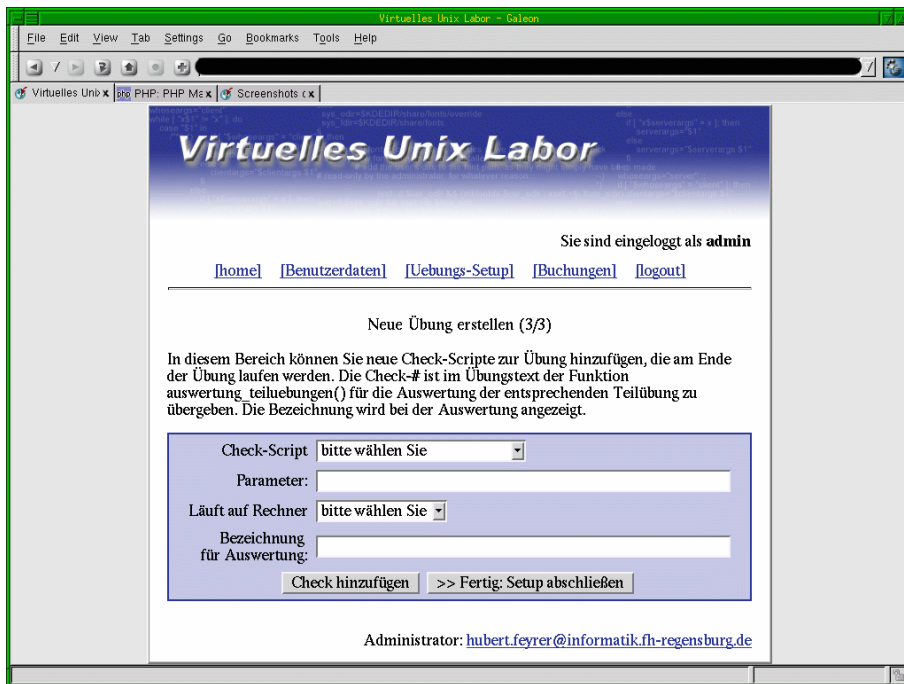 Virtuelles Unix Labor – Galeon
File Edit View Tab Settings Go Bookmarks Tools Help
Virtuelles Unix x php PHP: PHP Ma x Screenshots c x
Virtuelles Unix Labor
Sie sind eingeloggt als admin
[home] [Benutzerdaten] [Uebungs-Setup] [Buchungen] [logout]
Neue Übung erstellen (3/3)
In diesem Bereich können Sie neue Check-Scripte zur Übung hinzufügen, die am Ende
der Übung laufen werden. Die Check-# ist im Übungstext der Funktion
auswertung_teiluebungen() für die Auswertung der entsprechenden Teilübung zu
übergeben. Die Bezeichnung wird bei der Auswertung angezeigt.
Check-Script bitte wählen Sie
Parameter:
Läuft auf Rechner bitte wählen Sie
Bezeichnung
für Auswertung:
Check hinzufügen >> Fertig: Setup abschließen
Administrator: hubert.feyrer@informatik.fh-regensburg.de